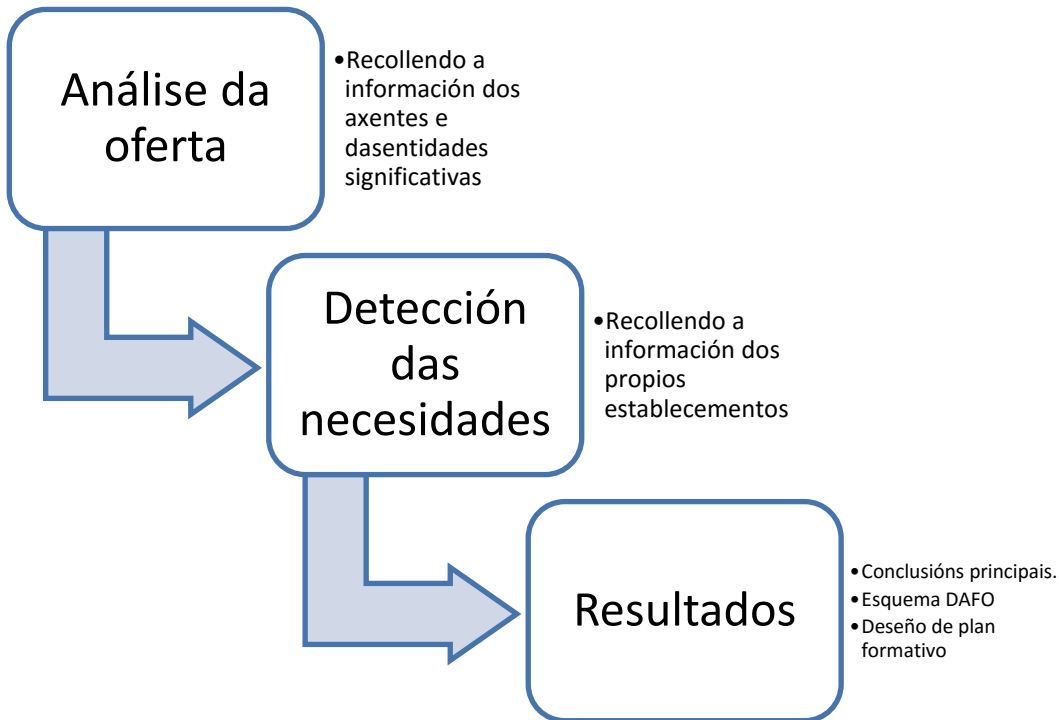 Análise da
oferta
•Recollendo a
información dos
axentes e
dasentidades
significativas
Detección
das
necesidades
•Recollendo a
información dos
propios
establecementos
Resultados
•Conclusións principais.
•Esquema DAFO
•Deseño de plan
formativo